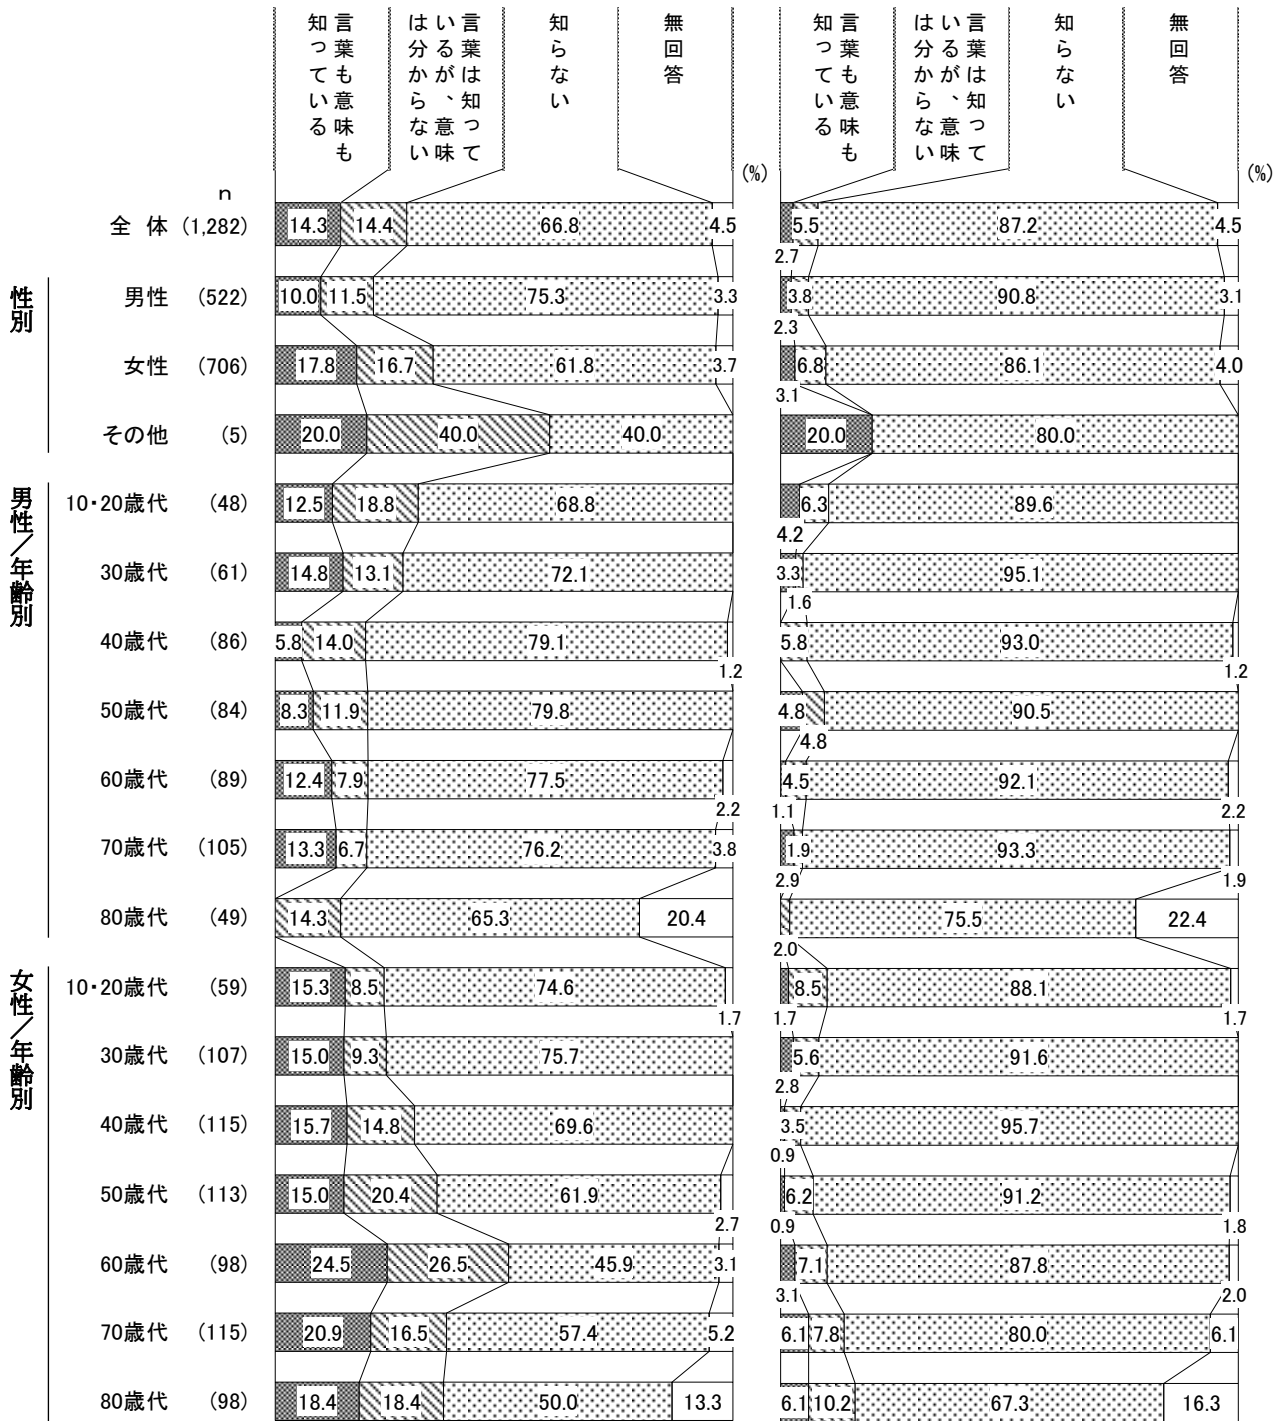 言葉も意味も
知っている
言葉は知って
いるが、意味
は分からない
知らない
無回答
言葉も意味も
知っている
言葉は知って
いるが、意味
は分からない
知らない
無回答
(%)
(%)
n
全 体 (1,282) 14.3 14.4 66.8 4.5 2.7 5.5 87.2 4.5
性別
男性 (522) 10.0 11.5 75.3 3.3 2.3 3.8 90.8 3.1
女性 (706) 17.8 16.7 61.8 3.7 3.1 6.8 86.1 4.0
その他 (5) 20.0 40.0 40.0 20.0 80.0
男性／年齢別
10・20歳代 (48) 12.5 18.8 68.8 4.2 6.3 89.6
30歳代 (61) 14.8 13.1 72.1 3.3 1.6 95.1
40歳代 (86) 5.8 14.0 79.1 1.2 5.8 93.0 1.2
50歳代 (84) 8.3 11.9 79.8 4.8 4.8 90.5
60歳代 (89) 12.4 7.9 77.5 2.2 1.1 4.5 92.1 2.2
70歳代 (105) 13.3 6.7 76.2 3.8 2.9 1.9 93.3 1.9
80歳代 (49) 14.3 65.3 20.4 2.0 75.5 22.4
女性／年齢別
10・20歳代 (59) 15.3 8.5 74.6 1.7 1.7 8.5 88.1 1.7
30歳代 (107) 15.0 9.3 75.7 2.8 5.6 91.6
40歳代 (115) 15.7 14.8 69.6 0.9 3.5 95.7
50歳代 (113) 15.0 20.4 61.9 2.7 0.9 6.2 91.2 1.8
60歳代 (98) 24.5 26.5 45.9 3.1 3.1 7.1 87.8 2.0
70歳代 (115) 20.9 16.5 57.4 5.2 6.1 7.8 80.0 6.1
80歳代 (98) 18.4 18.4 50.0 13.3 6.1 10.2 67.3 16.3